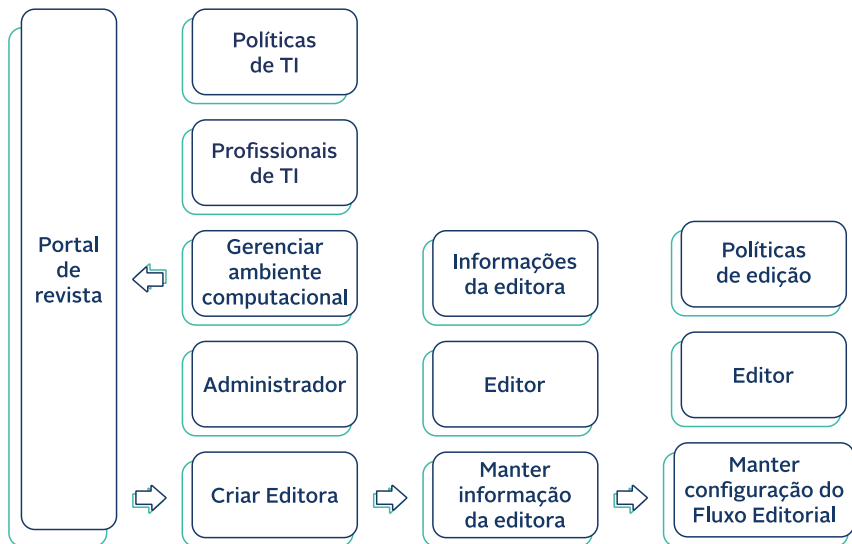 Portal
de
revista
Políticas
de TI
Profissionais
de TI
Gerenciar
ambiente
computacional
Administrador
Criar Editora
Informações
da editora
Editor
Manter
informação
da editora
Políticas
de edição
Editor
Manter
configuração do
Fluxo Editorial